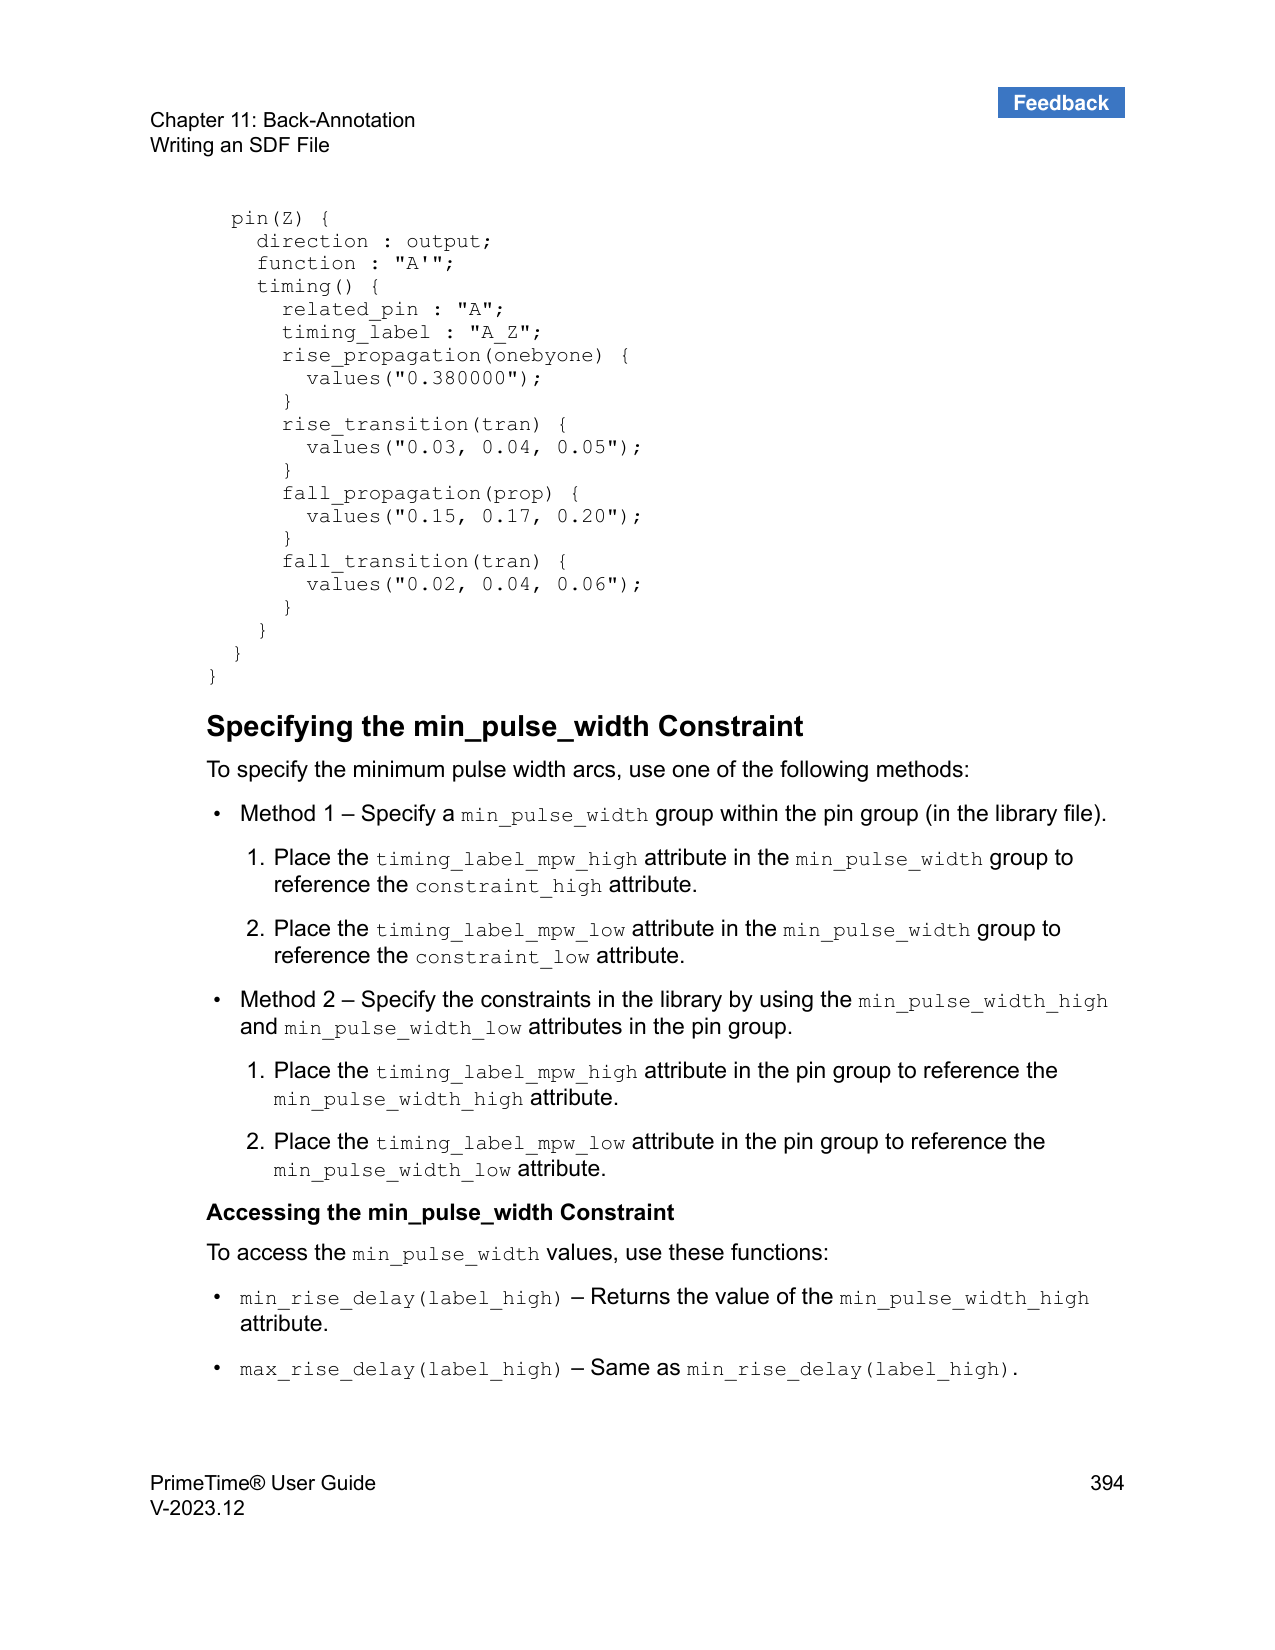 Feedback
Chapter 11: Back-Annotation
Writing an SDF File
pin(Z) {
direction : output;
function : "A'";
timing() {
related_pin : "A";
timing_label : "A_Z";
rise_propagation(onebyone) {
values("0.380000");
}
rise_transition(tran) {
values("0.03, 0.04, 0.05");
}
fall_propagation(prop) {
values("0.15, 0.17, 0.20");
}
fall_transition(tran) {
values("0.02, 0.04, 0.06");
}
}
}
}
Specifying the min_pulse_width Constraint
To specify the minimum pulse width arcs, use one of the following methods:
• Method 1 – Specify a min_pulse_width group within the pin group (in the library file).
1. Place the timing_label_mpw_high attribute in the min_pulse_width group to
reference the constraint_high attribute.
2. Place the timing_label_mpw_low attribute in the min_pulse_width group to
reference the constraint_low attribute.
• Method 2 – Specify the constraints in the library by using the min_pulse_width_high
and min_pulse_width_low attributes in the pin group.
1. Place the timing_label_mpw_high attribute in the pin group to reference the
min_pulse_width_high attribute.
2. Place the timing_label_mpw_low attribute in the pin group to reference the
min_pulse_width_low attribute.
Accessing the min_pulse_width Constraint
To access the min_pulse_width values, use these functions:
• min_rise_delay(label_high) – Returns the value of the min_pulse_width_high
attribute.
• max_rise_delay(label_high) – Same as min_rise_delay(label_high).
PrimeTime® User Guide
394
V-2023.12